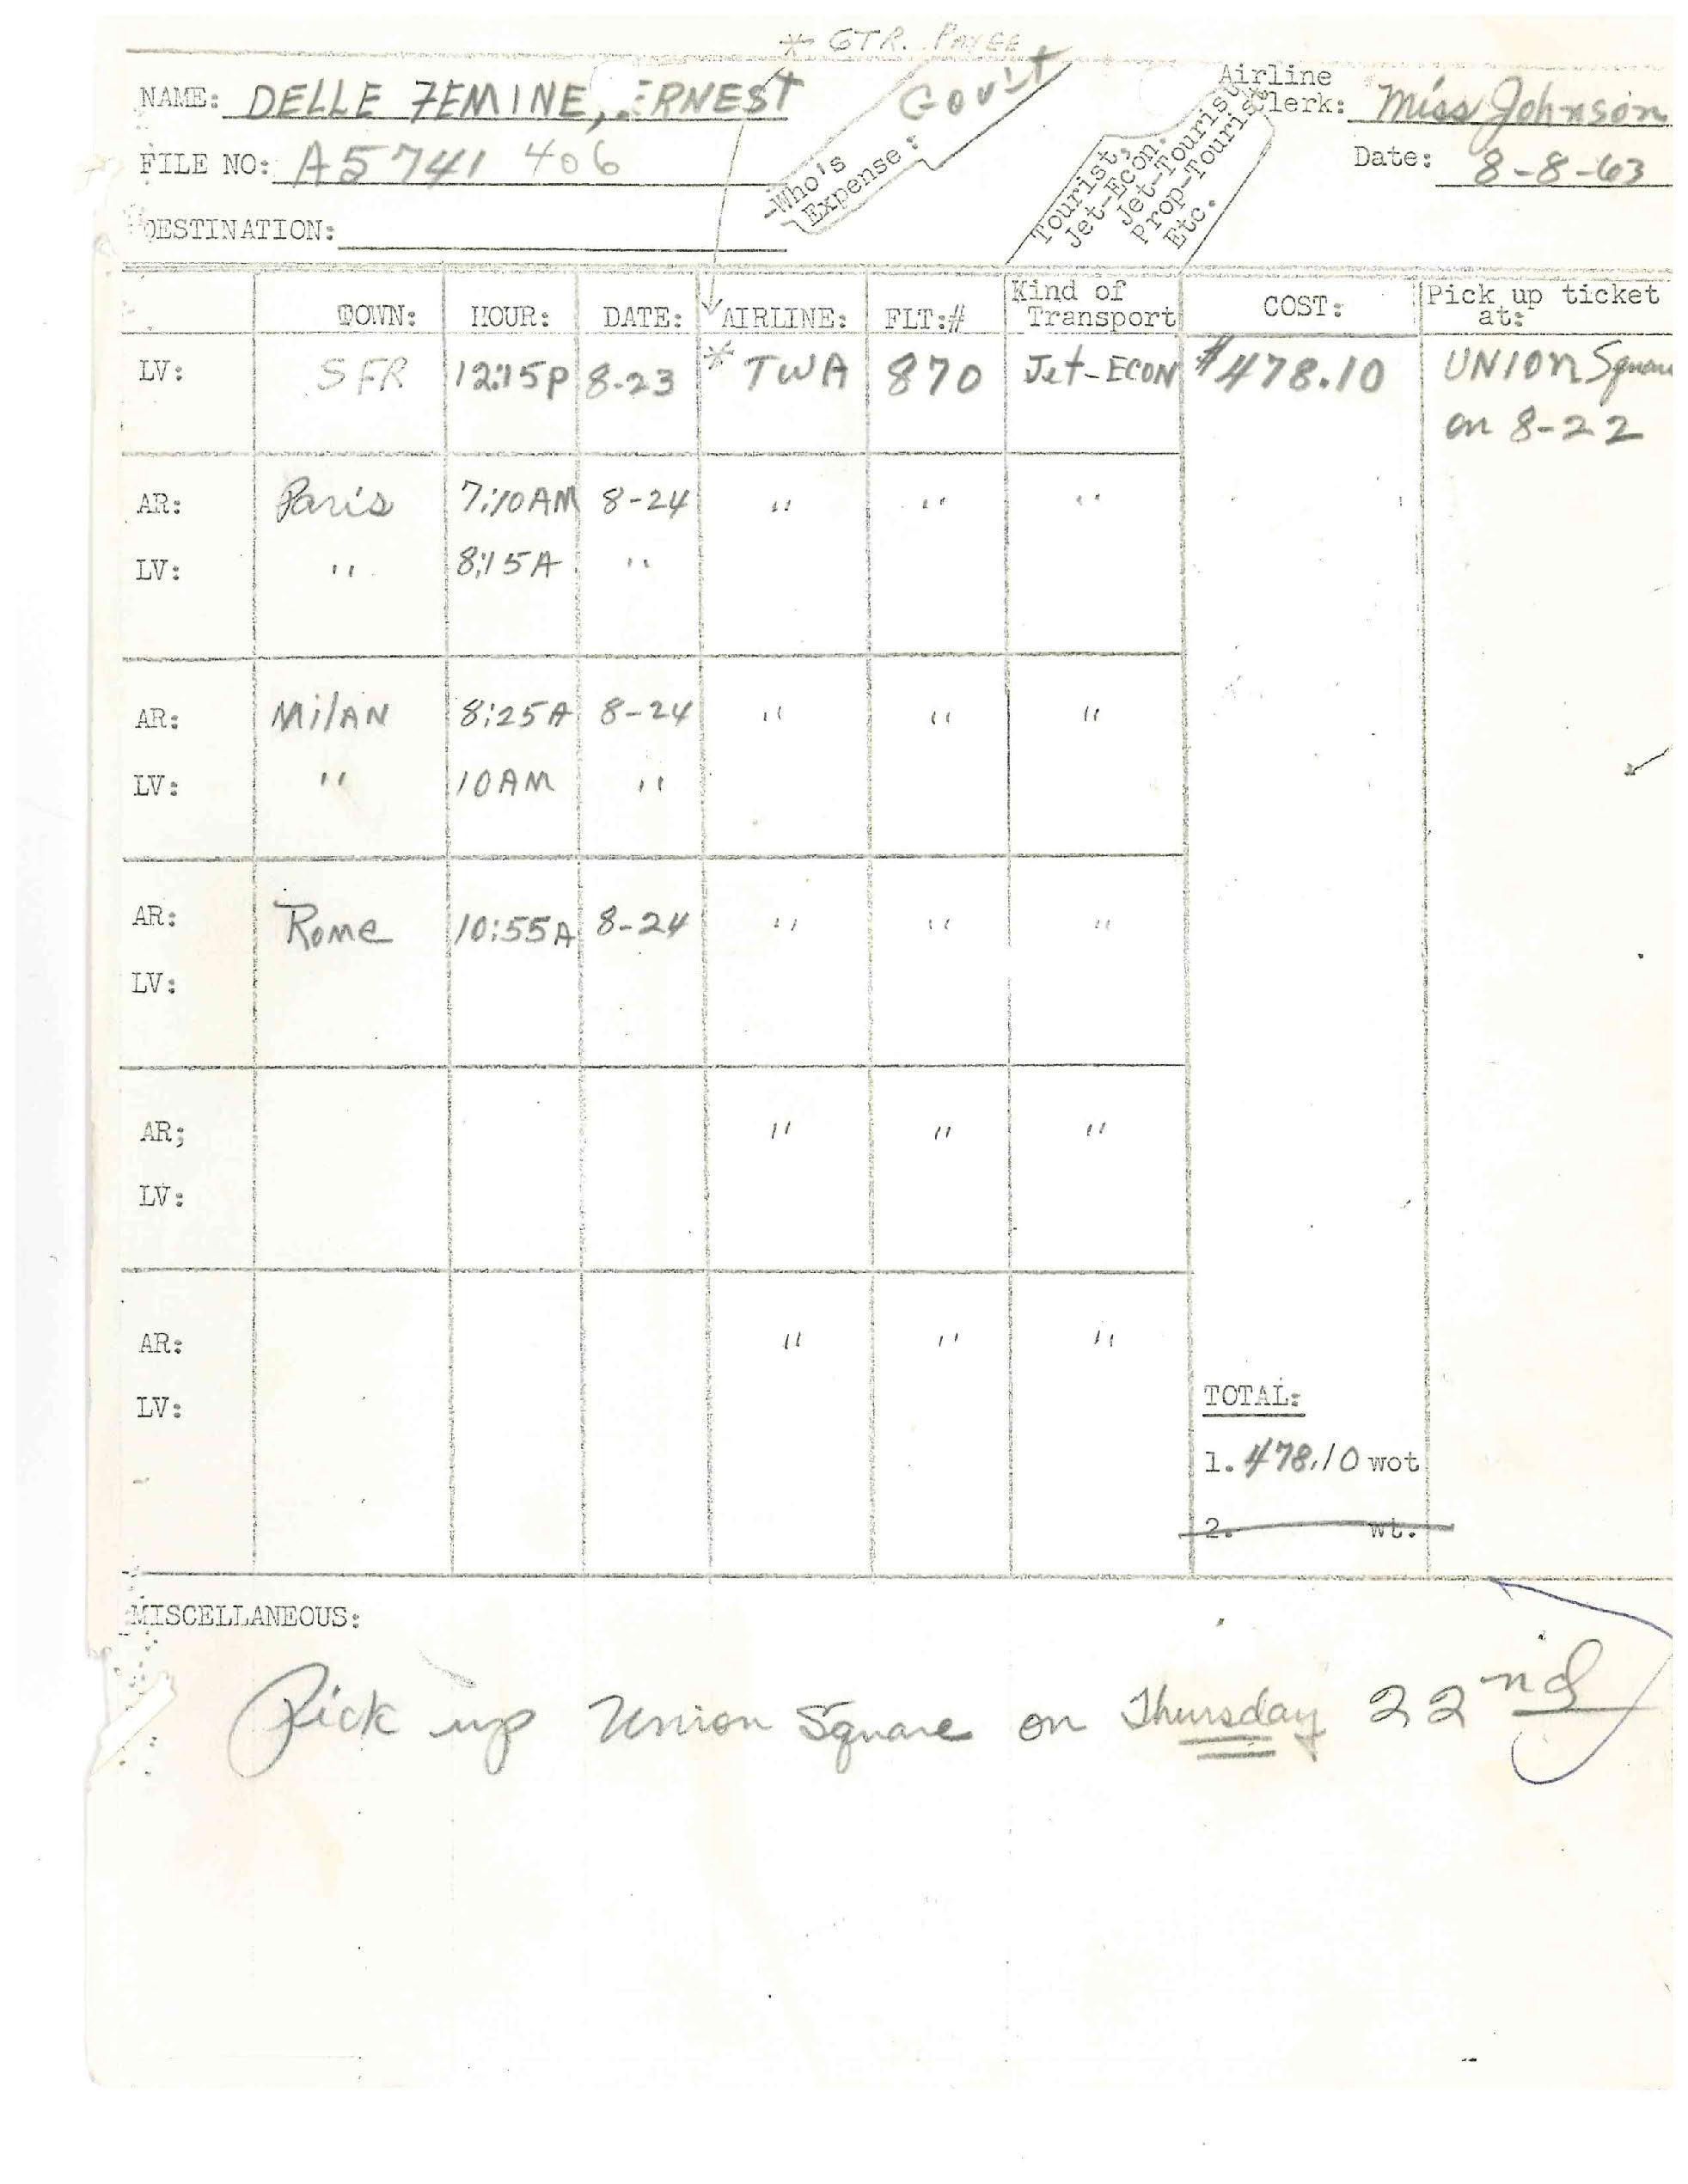 * GTR. PAYEE
NAME: DELLE FEMINE, ERNEST
Who's Expense: GOV'T
Tourist, Jet-Econ. Jet-Tourist, Prop-Tourist Etc.
Airline Clerk: Miss Johnson
FILE NO: A5 741 406
Date: 8-8-63
DESTINATION:
TOWN: HOUR: DATE: AIRLINE: FLT:# Kind of Transport COST: Pick up ticket at:
LV: SFR 12:15P 8-23 * TWA 870 Jet-ECON $478.10 UNION Square
on 8-22
AR: Paris 7:10AM 8-24 " " "
LV: " 8:15A "
AR: MilAN 8:25A 8-24 " " "
LV: " 10AM "
AR: Rome 10:55A 8-24 " " "
LV:
AR; " " "
LV:
AR: " " "
LV:
TOTAL:
1. 478.10 wot
2. wt.
MISCELLANEOUS:
Pick up Union Square on Thursday 22nd